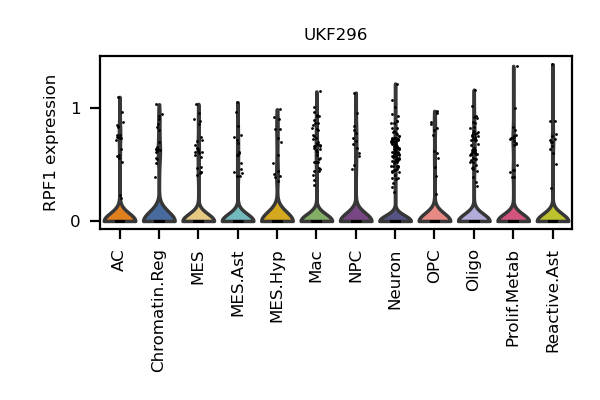 UKF296
RPF1 expression
1
0
AC
Chromatin.Reg
MES
MES.Ast
MES.Hyp
Mac
NPC
Neuron
OPC
Oligo
Prolif.Metab
Reactive.Ast